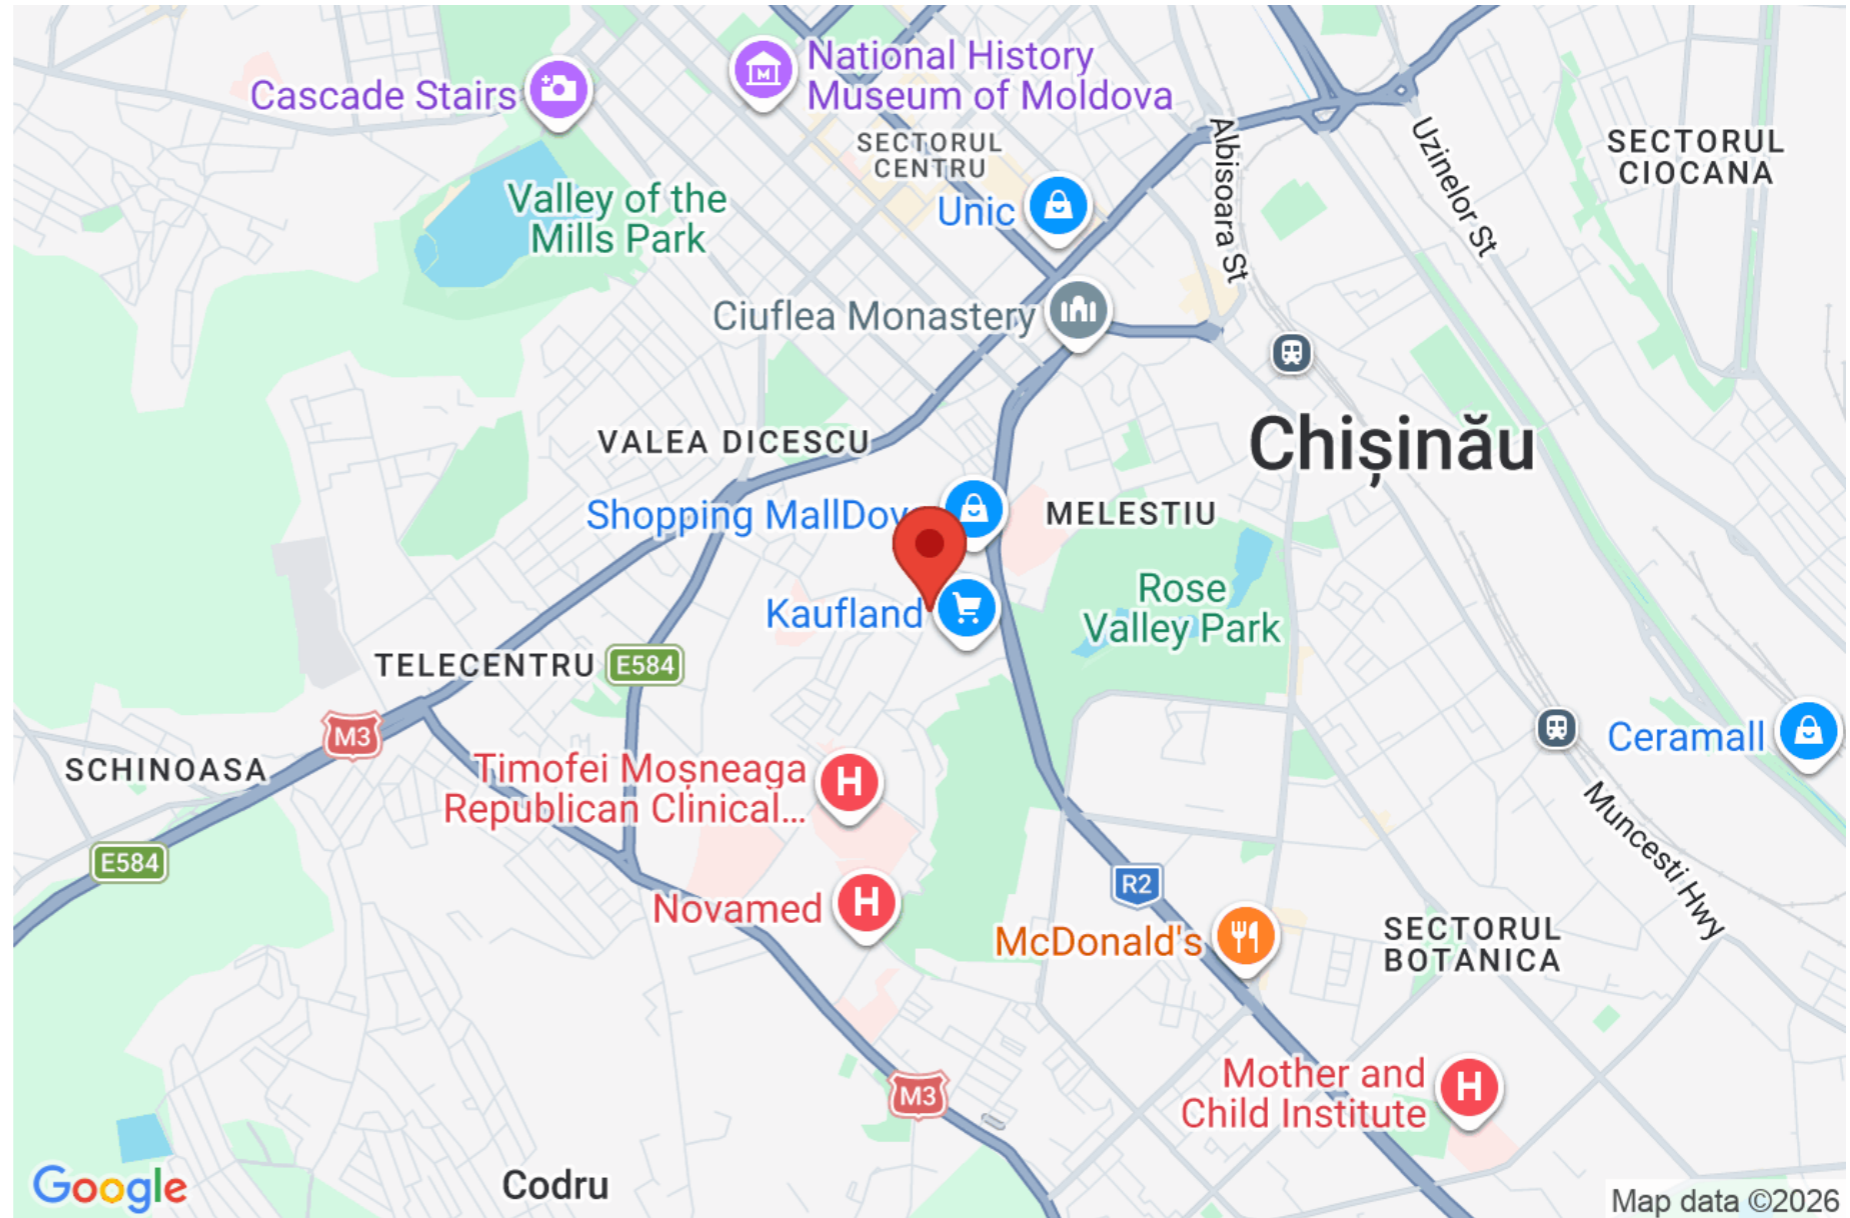 National History
Museum of Moldova
Cascade Stairs
SECTORUL
CENTRU
Albisoara St
Uzinelor St
SECTORUL
CIOCANA
Valley of the
Mills Park
Unic
Ciuflea Monastery
Chișinău
VALEA DICESCU
Shopping MallDov
MELESTIU
Rose
Valley Park
Kaufland
TELECENTRU
E584
M3
SCHINOASA
Ceramall
Timofei Moșneaga
Republican Clinical...
Muncesti Hwy
E584
R2
Novamed
McDonald's
SECTORUL
BOTANICA
Mother and
Child Institute
M3
Codru
Google
Map data ©2026